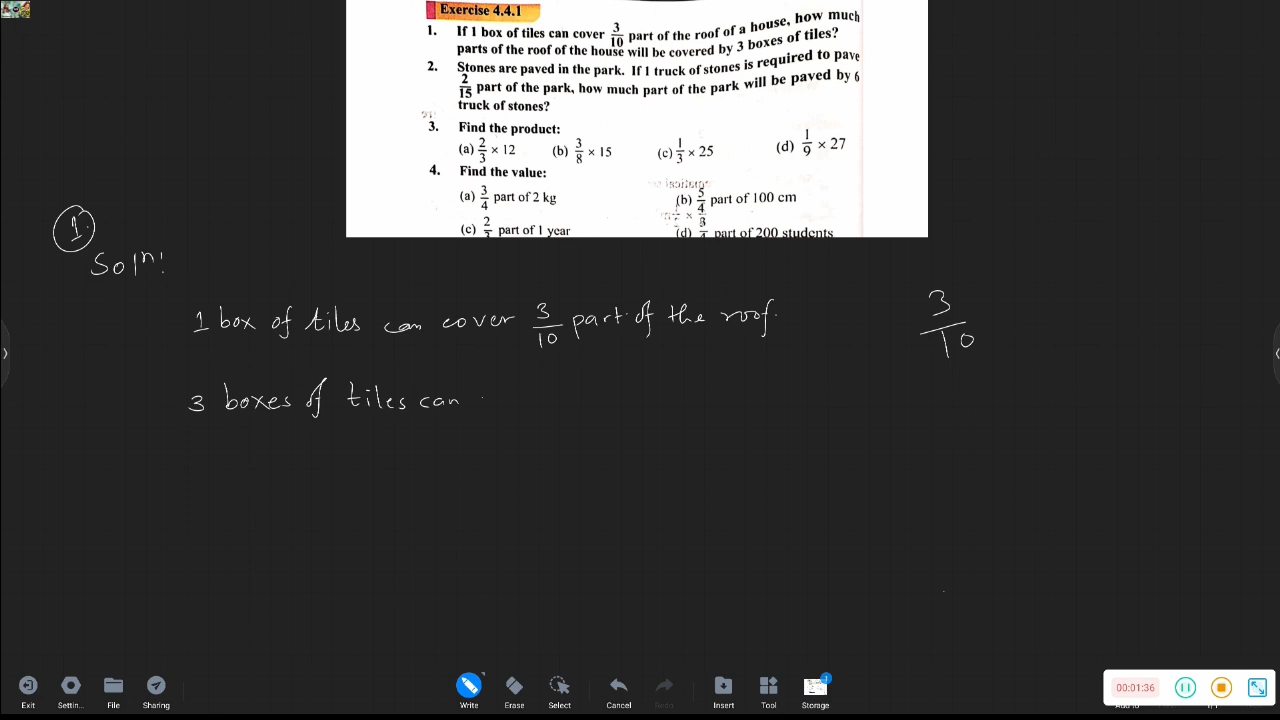 Exercise 4.4.1
1. If 1 box of tiles can cover 3/10 part of the roof of a house, how much
parts of the roof of the house will be covered by 3 boxes of tiles?
2. Stones are paved in the park. If 1 truck of stones is required to pave
2/15 part of the park, how much part of the park will be paved by 6
truck of stones?
3. Find the product:
(a) 2/3 × 12 (b) 3/8 × 15 (c) 1/3 × 25 (d) 1/9 × 27
4. Find the value:
(a) 3/4 part of 2 kg (b) 5/4 part of 100 cm
(c) 2/ part of 1 year (d) 3/4 part of 200 students
1.
Solⁿ:
1 box of tiles can cover 3/10 part of the roof. 3/10
3 boxes of tiles can
Exit Settin... File Sharing Write Erase Select Cancel Redo Insert Tool Storage
1
00:01:36